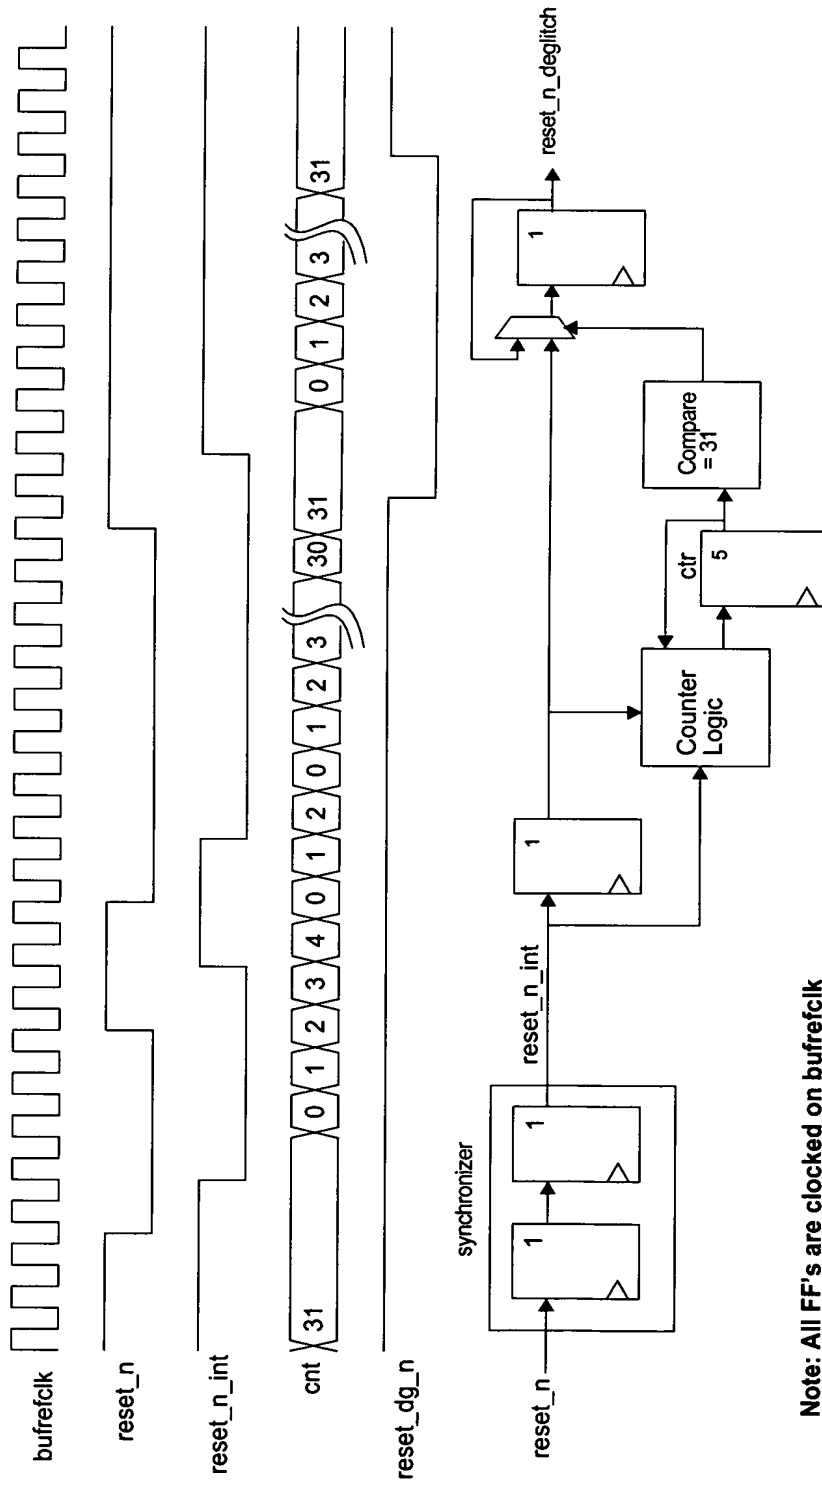 bufrefclk
reset_n
reset_n_int
cnt 31 0 1 2 3 4 0 1 2 0 1 2 3 30 31 0 1 2 3 31
reset_dg_n
synchronizer
reset_n
1
1
reset_n_int
1
Counter
Logic
ctr
5
Compare
= 31
1
reset_n_deglitch
Note: All FF's are clocked on bufrefclk